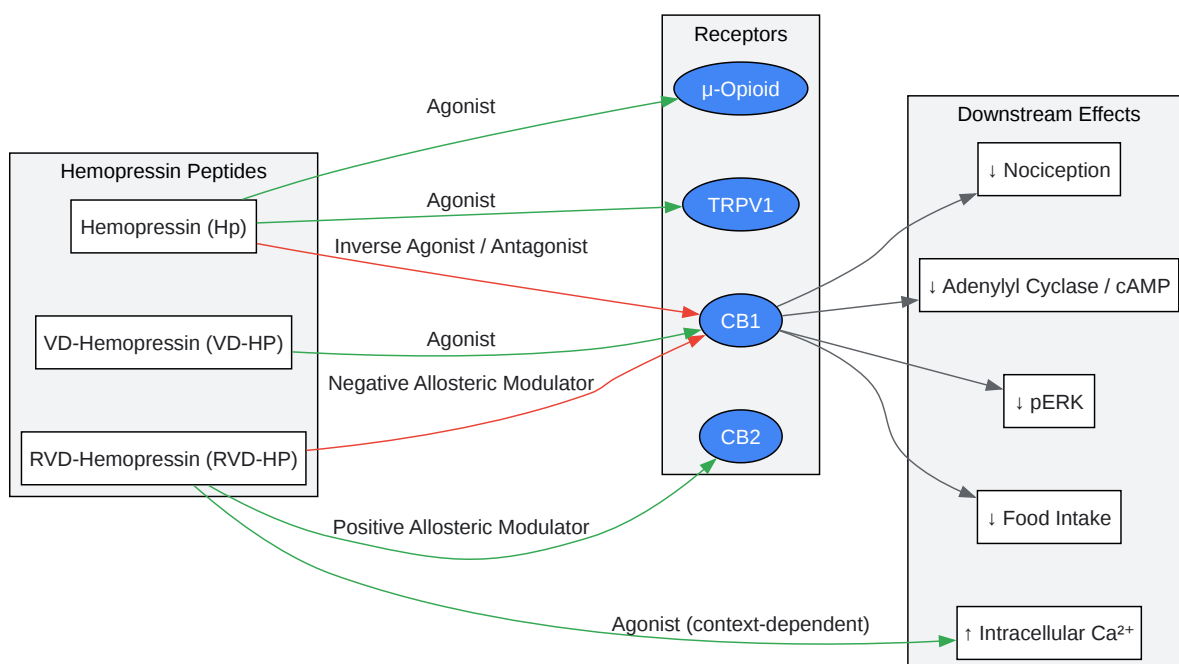 Hemopressin Peptides
Hemopressin (Hp)
VD-Hemopressin (VD-HP)
RVD-Hemopressin (RVD-HP)
Agonist
Agonist
Inverse Agonist / Antagonist
Agonist
Negative Allosteric Modulator
Positive Allosteric Modulator
Agonist (context-dependent)
Receptors
μ-Opioid
TRPV1
CB1
CB2
Downstream Effects
↓ Nociception
↓ Adenylyl Cyclase / cAMP
↓ pERK
↓ Food Intake
↑ Intracellular Ca²⁺